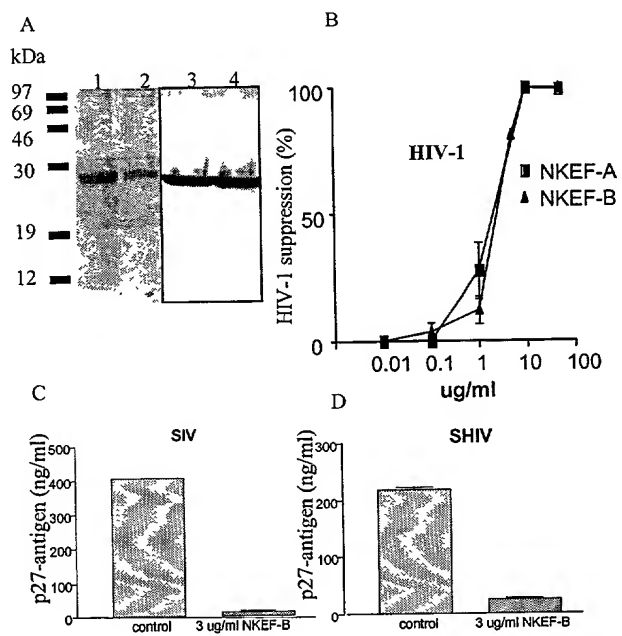 A
kDa
1 2 3 4
97
69
46
30
19
12
B
HIV-1 suppression (%)
100
50
0
HIV-1
NKEF-A
NKEF-B
0.01 0.1 1 10 100
ug/ml
C
SIV
p27-antigen (ng/ml)
500
400
300
200
100
0
control 3 ug/ml NKEF-B
D
SHIV
p27-antigen (ng/ml)
300
200
100
0
control 3 ug/ml NKEF-B